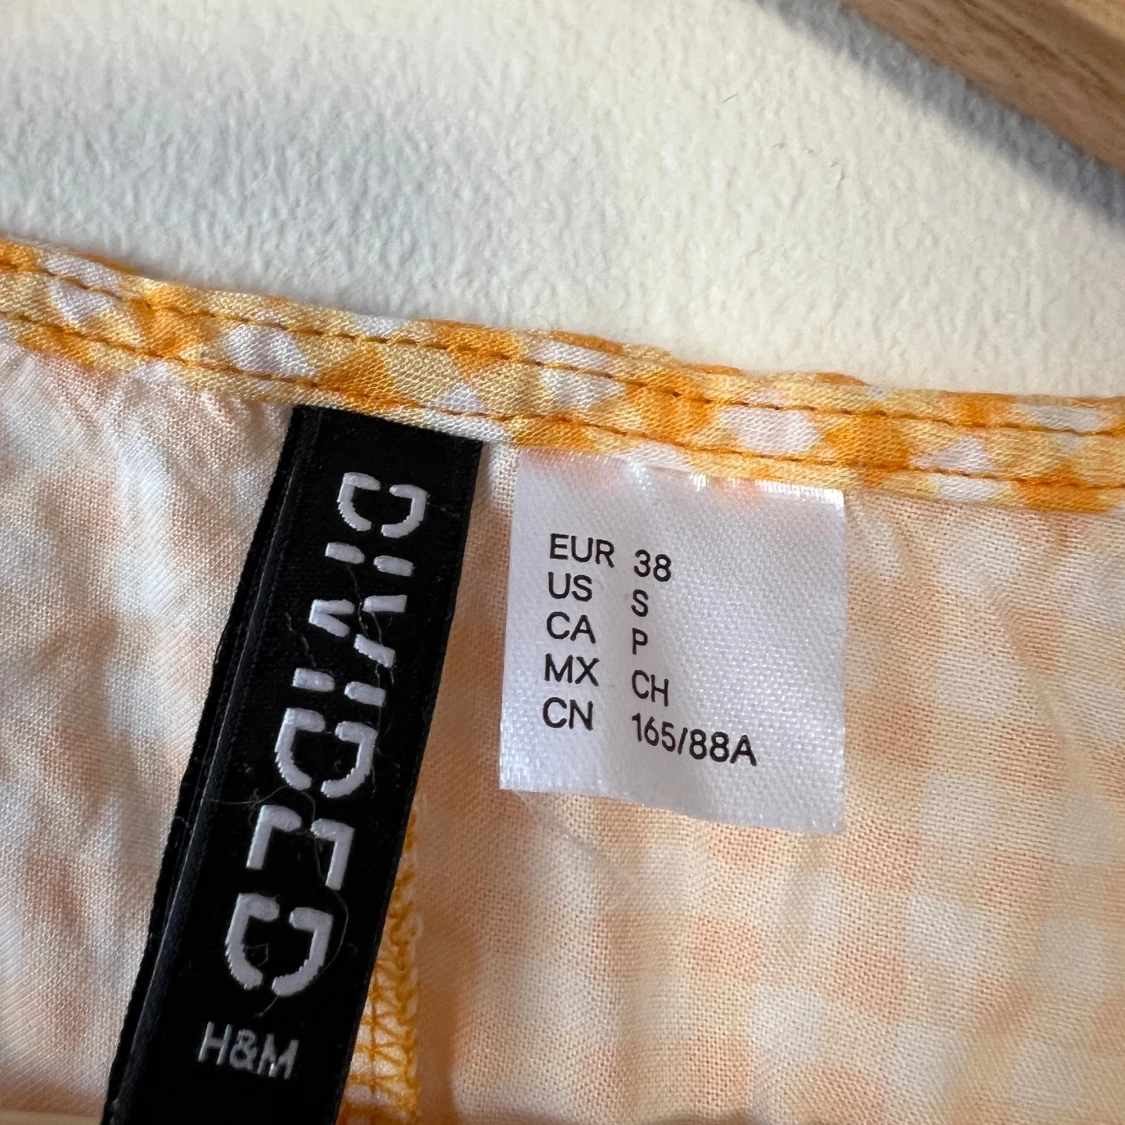 DIVIDED
H&M
EUR 38
US S
CA P
MX CH
CN 165/88A